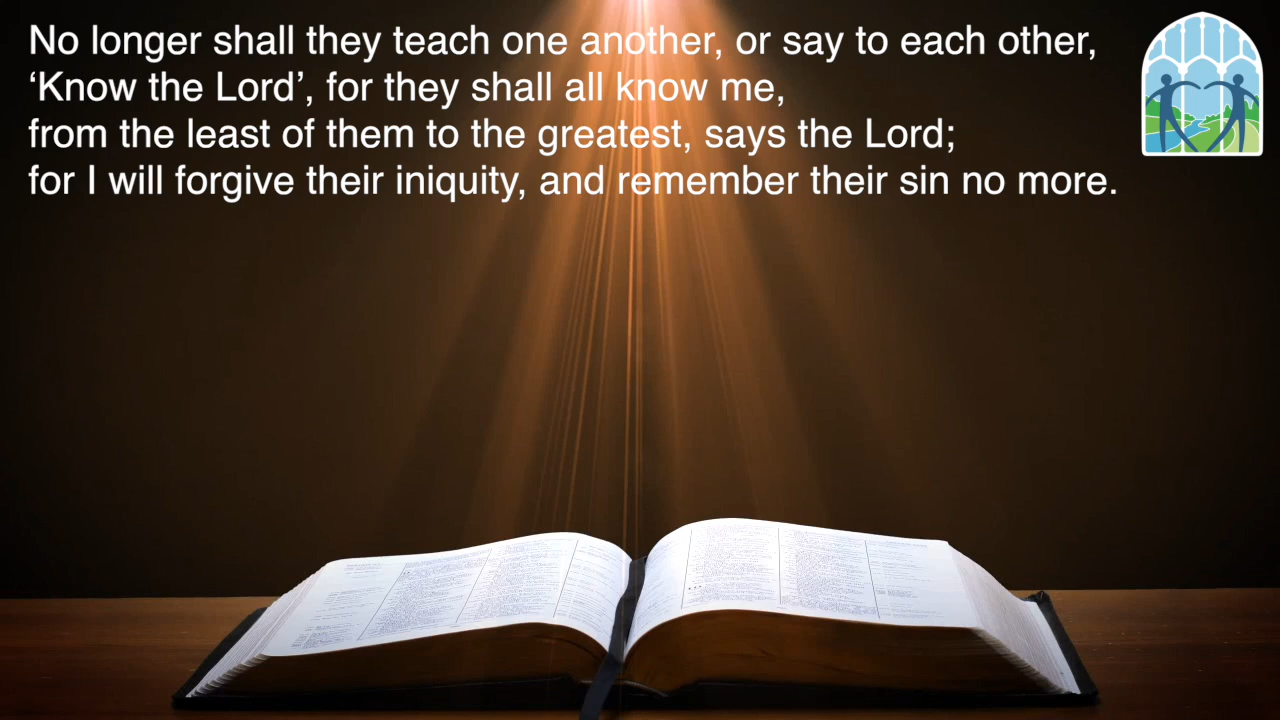 No longer shall they teach one another, or say to each other,
‘Know the Lord’, for they shall all know me,
from the least of them to the greatest, says the Lord;
for I will forgive their iniquity, and remember their sin no more.